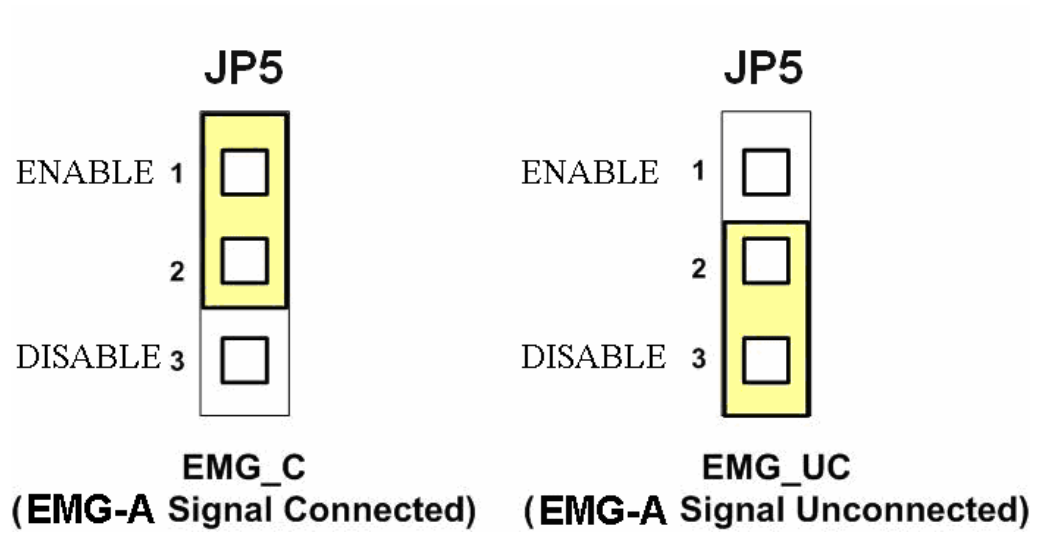 JP5
ENABLE 1
2
DISABLE 3
EMG_C
(EMG-A Signal Connected)
JP5
ENABLE 1
2
DISABLE 3
EMG_UC
(EMG-A Signal Unconnected)